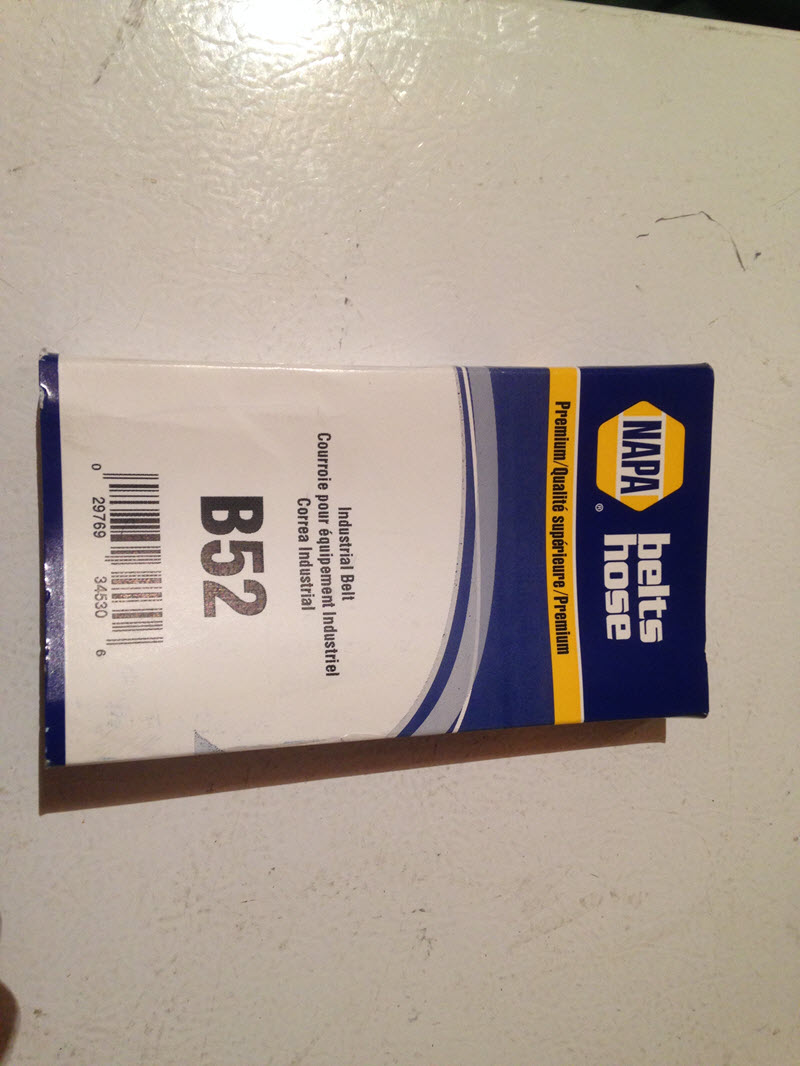 NAPA
®
belts
hose
Premium/Qualité supérieure/Premium
Industrial Belt
Courroie pour équipement Industriel
Correa Industrial
B52
0 29769 34530 6